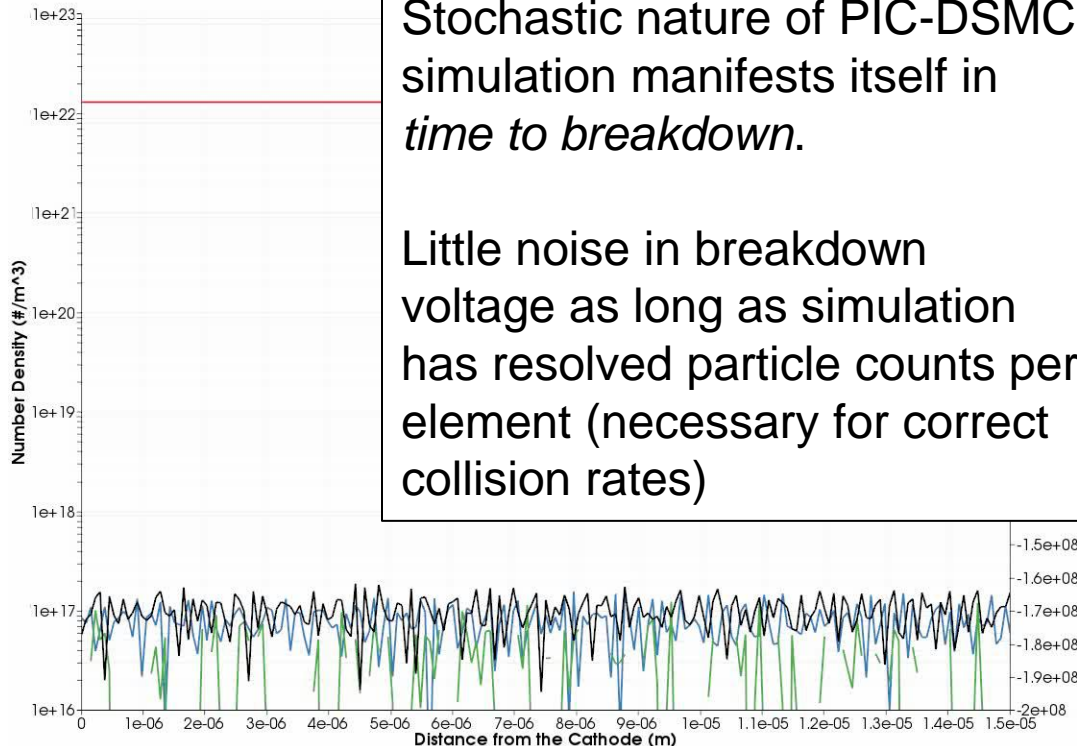 Stochastic nature of PIC-DSMC
simulation manifests itself in
time to breakdown.
Little noise in breakdown
voltage as long as simulation
has resolved particle counts per
element (necessary for correct
collision rates)
Number Density (#/m^3)
1e+23
1e+22
1e+21
1e+20
1e+19
1e+18
1e+17
1e+16
-1.5e+08
-1.6e+08
-1.7e+08
-1.8e+08
-1.9e+08
-2e+08
0 1e-06 2e-06 3e-06 4e-06 5e-06 6e-06 7e-06 8e-06 9e-06 1e-05 1.1e-05 1.2e-05 1.3e-05 1.4e-05 1.5e-05
Distance from the Cathode (m)